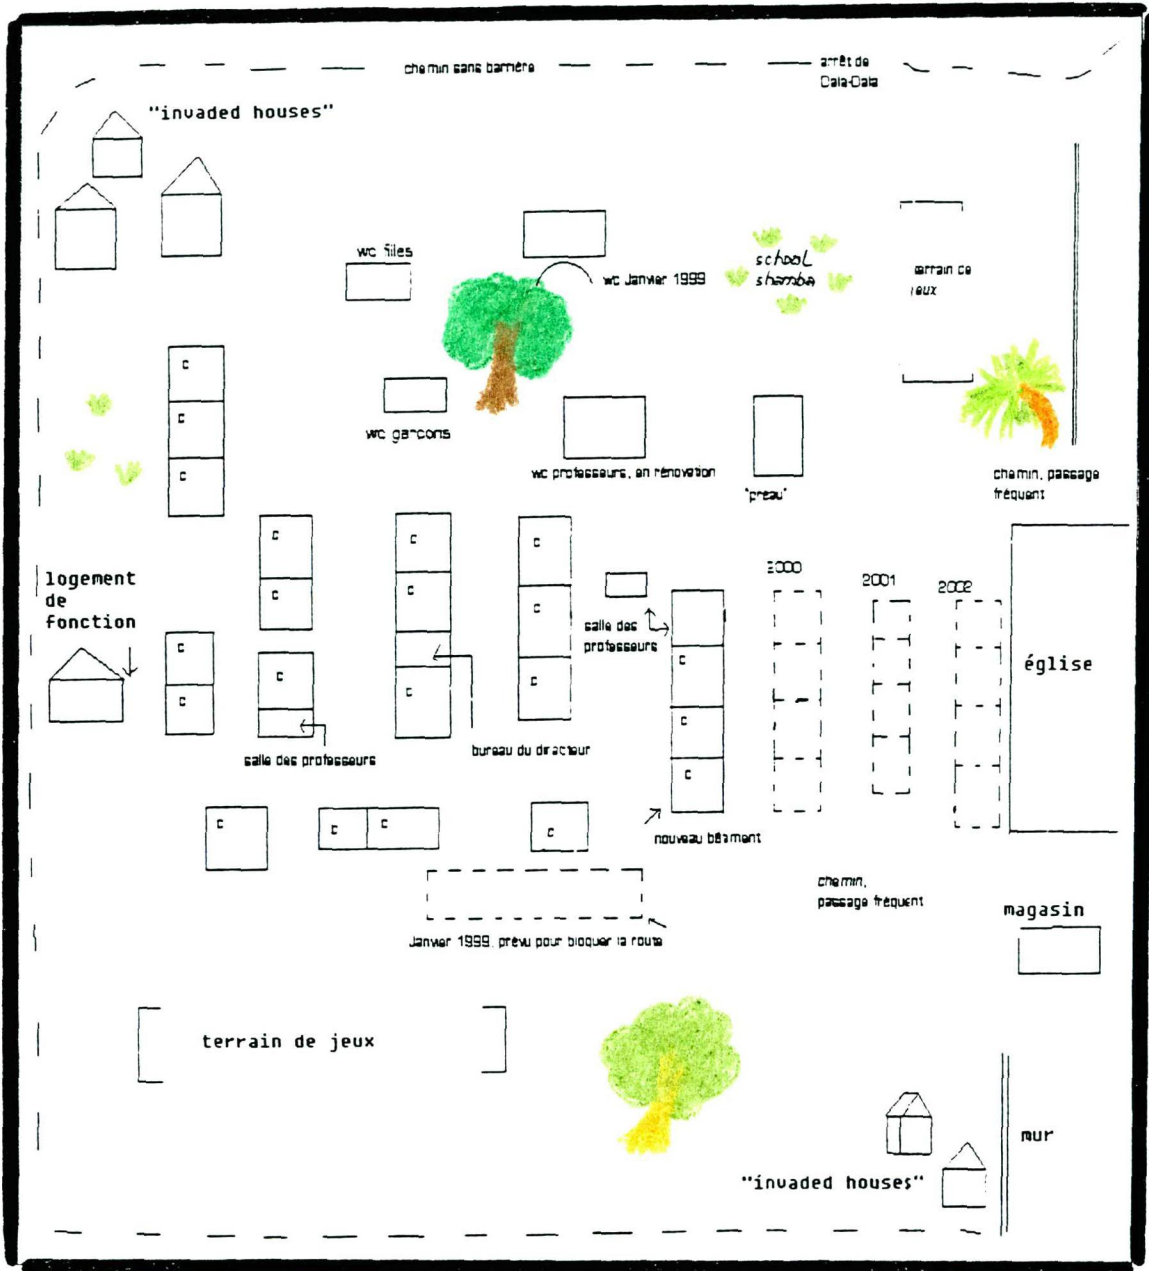 chemin sans barrière
arrêt de
Dala-Dala
"invaded houses"
wc filles
wc Janvier 1999
school
shamba
terrain de
jeux
C
C
C
wc garçons
wc professeurs, en rénovation
"préau"
chemin, passage
fréquent
C
C
C
C
C
C
C
C
C
C
C
C
logement
de
fonction
salle des
professeurs
2000
2001
2002
église
C
C
C
salle des professeurs
bureau du directeur
nouveau bâtiment
C
C
C
C
chemin,
passage fréquent
magasin
Janvier 1999, prévu pour bloquer la route
terrain de jeux
mur
"invaded houses"